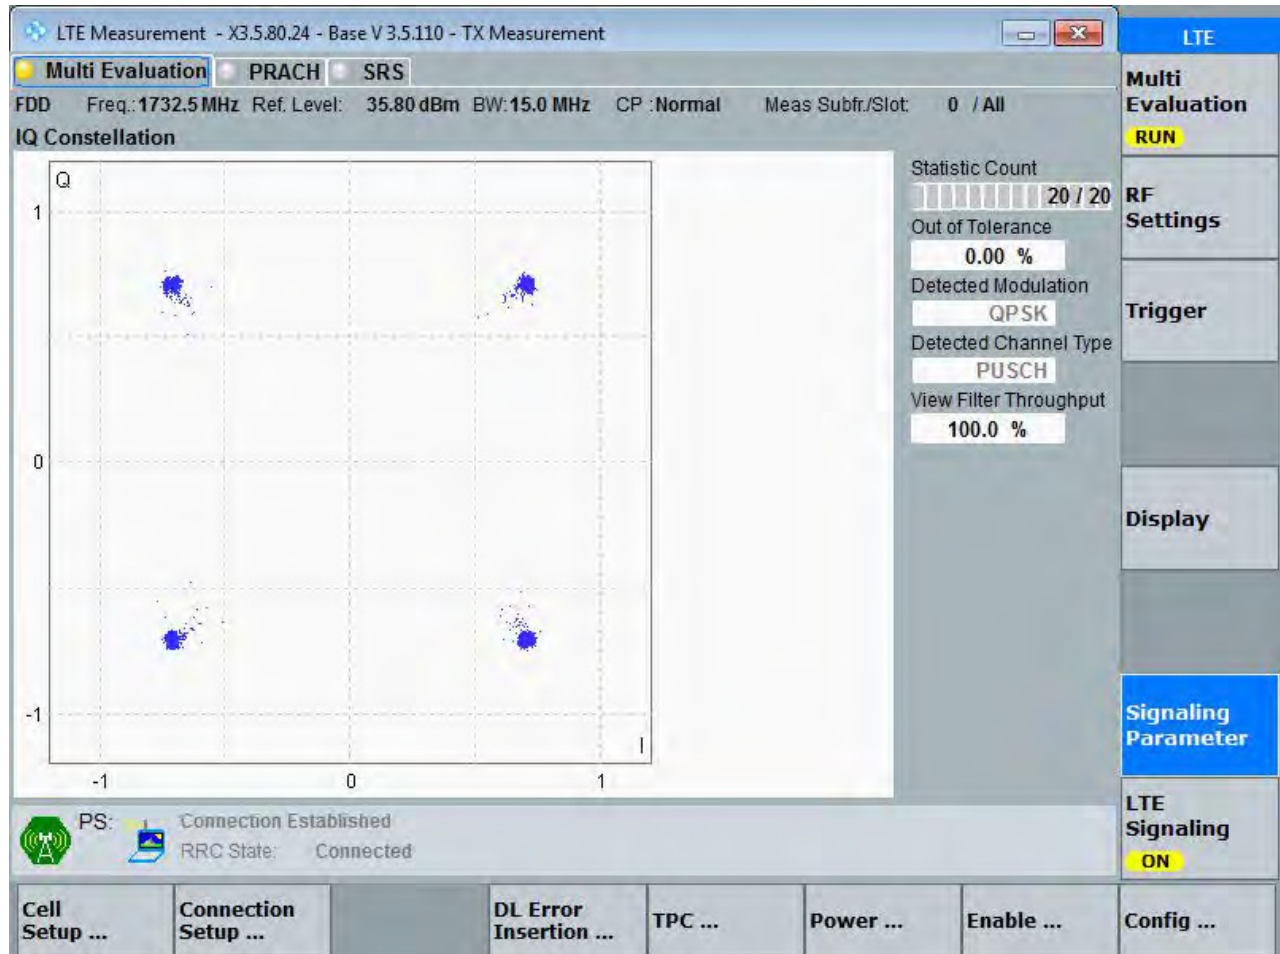 LTE Measurement - X3.5.80.24 - Base V 3.5.110 - TX Measurement
LTE
Multi Evaluation PRACH SRS
FDD Freq.: 1732.5 MHz Ref. Level: 35.80 dBm BW: 15.0 MHz CP : Normal Meas Subfr./Slot: 0 / All
IQ Constellation
Q
1
0
-1
-1 0 1
I
Statistic Count
20 / 20
Out of Tolerance
0.00 %
Detected Modulation
QPSK
Detected Channel Type
PUSCH
View Filter Throughput
100.0 %
Multi
Evaluation
RUN
RF
Settings
Trigger
Display
Signaling
Parameter
LTE
Signaling
ON
PS: Connection Established
RRC State: Connected
Cell
Setup ...
Connection
Setup ...
DL Error
Insertion ...
TPC ...
Power ...
Enable ...
Config ...